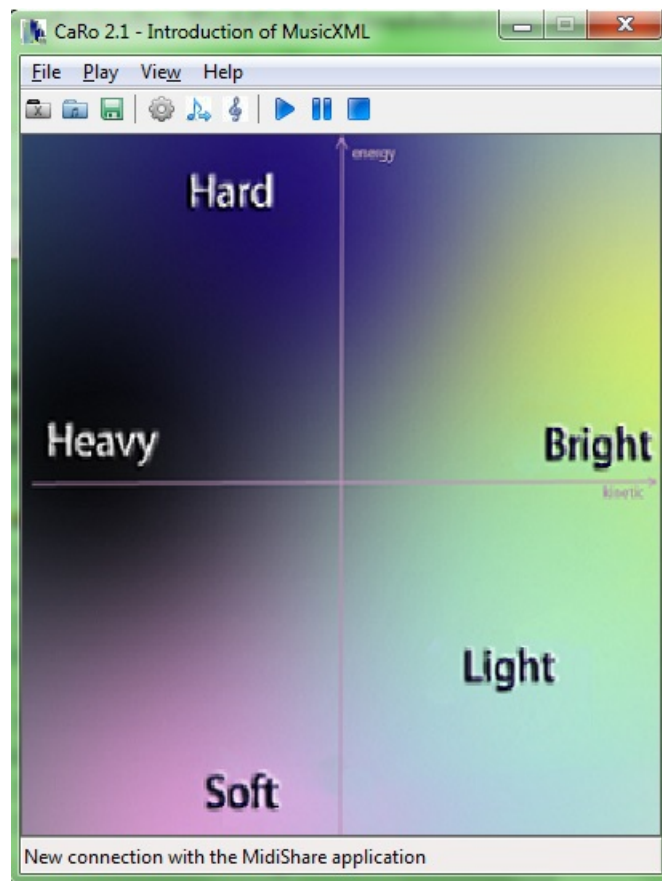 CaRo 2.1 - Introduction of MusicXML
File Play View Help
energy
Hard
Heavy
Bright
kinetic
Light
Soft
New connection with the MidiShare application